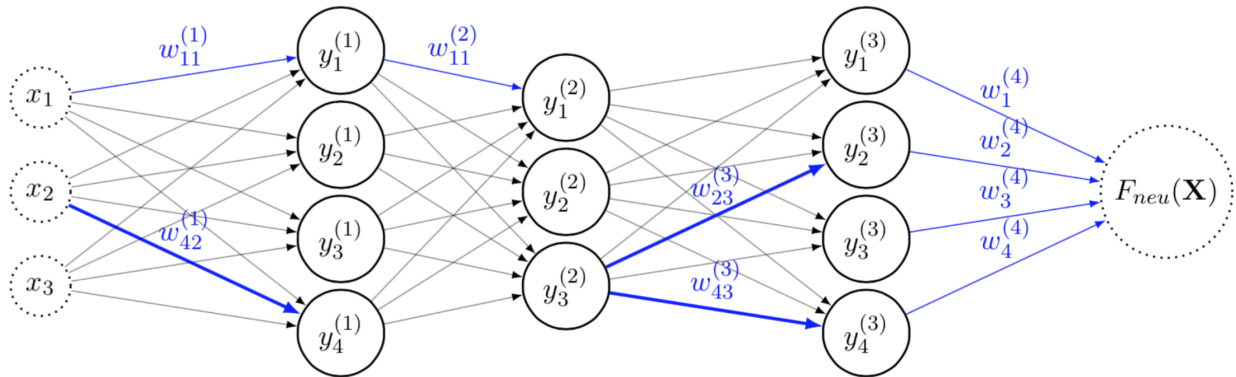 w_{11}^{(1)}
w_{11}^{(2)}
y_1^{(1)}
y_1^{(3)}
x_1
y_1^{(2)}
w_1^{(4)}
y_2^{(1)}
y_2^{(3)}
w_2^{(4)}
x_2
y_2^{(2)}
w_{23}^{(3)}
w_3^{(4)}
F_{neu}(\mathbf{X})
w_{42}^{(1)}
y_3^{(1)}
y_3^{(3)}
w_4^{(4)}
x_3
y_3^{(2)}
w_{43}^{(3)}
y_4^{(1)}
y_4^{(3)}